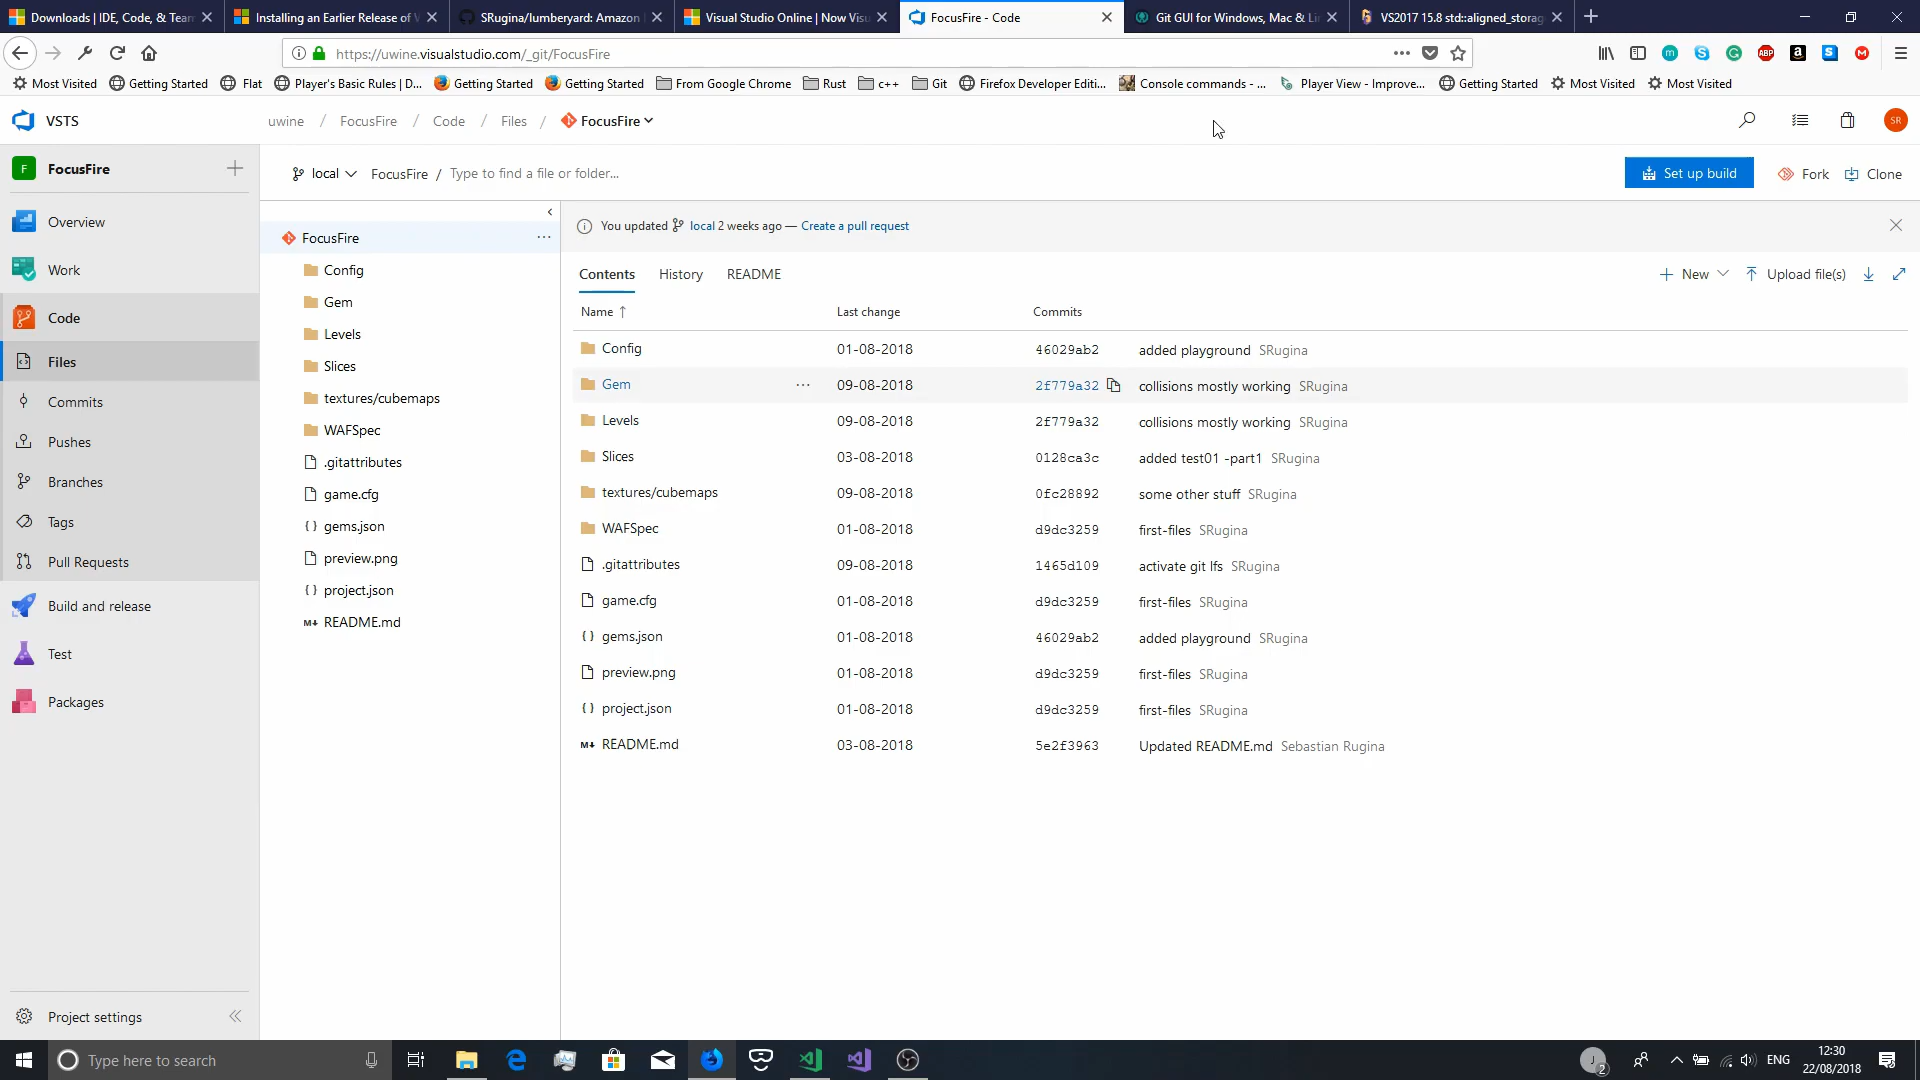 Downloads | IDE, Code, & Team
Installing an Earlier Release of V
SRugina/lumberyard: Amazon
Visual Studio Online | Now Visu
FocusFire - Code
Git GUI for Windows, Mac & Li
VS2017 15.8 std::aligned_storag
https://uwine.visualstudio.com/_git/FocusFire
Most Visited
Getting Started
Flat
Player's Basic Rules | D...
Getting Started
Getting Started
From Google Chrome
Rust
c++
Git
Firefox Developer Editi...
Console commands - ...
Player View - Improve...
Getting Started
Most Visited
Most Visited
VSTS
uwine / FocusFire / Code / Files / FocusFire
SR
F FocusFire
local FocusFire / Type to find a file or folder...
Set up build
Fork
Clone
Overview
Work
Code
Files
Commits
Pushes
Branches
Tags
Pull Requests
Build and release
Test
Packages
Project settings
FocusFire
Config
Gem
Levels
Slices
textures/cubemaps
WAFSpec
.gitattributes
game.cfg
gems.json
preview.png
project.json
README.md
You updated local 2 weeks ago — Create a pull request
Contents History README
New
Upload file(s)
Name ↑ Last change Commits
Config 01-08-2018 46029ab2 added playground SRugina
Gem ... 09-08-2018 2f779a32 collisions mostly working SRugina
Levels 09-08-2018 2f779a32 collisions mostly working SRugina
Slices 03-08-2018 0128ca3c added test01 -part1 SRugina
textures/cubemaps 09-08-2018 0fc28892 some other stuff SRugina
WAFSpec 01-08-2018 d9dc3259 first-files SRugina
.gitattributes 09-08-2018 1465d109 activate git lfs SRugina
game.cfg 01-08-2018 d9dc3259 first-files SRugina
gems.json 01-08-2018 46029ab2 added playground SRugina
preview.png 01-08-2018 d9dc3259 first-files SRugina
project.json 01-08-2018 d9dc3259 first-files SRugina
README.md 03-08-2018 5e2f3963 Updated README.md Sebastian Rugina
Type here to search
J 2
ENG
12:30
22/08/2018